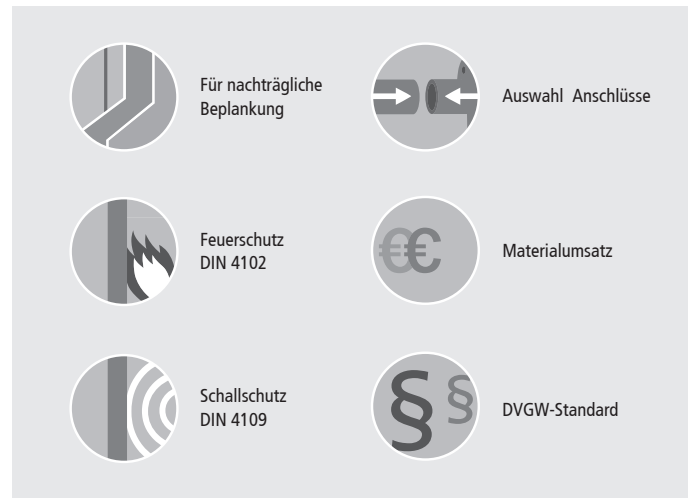 Für nachträgliche
Beplankung
Auswahl Anschlüsse
Feuerschutz
DIN 4102
€€
Materialumsatz
Schallschutz
DIN 4109
§§
DVGW-Standard